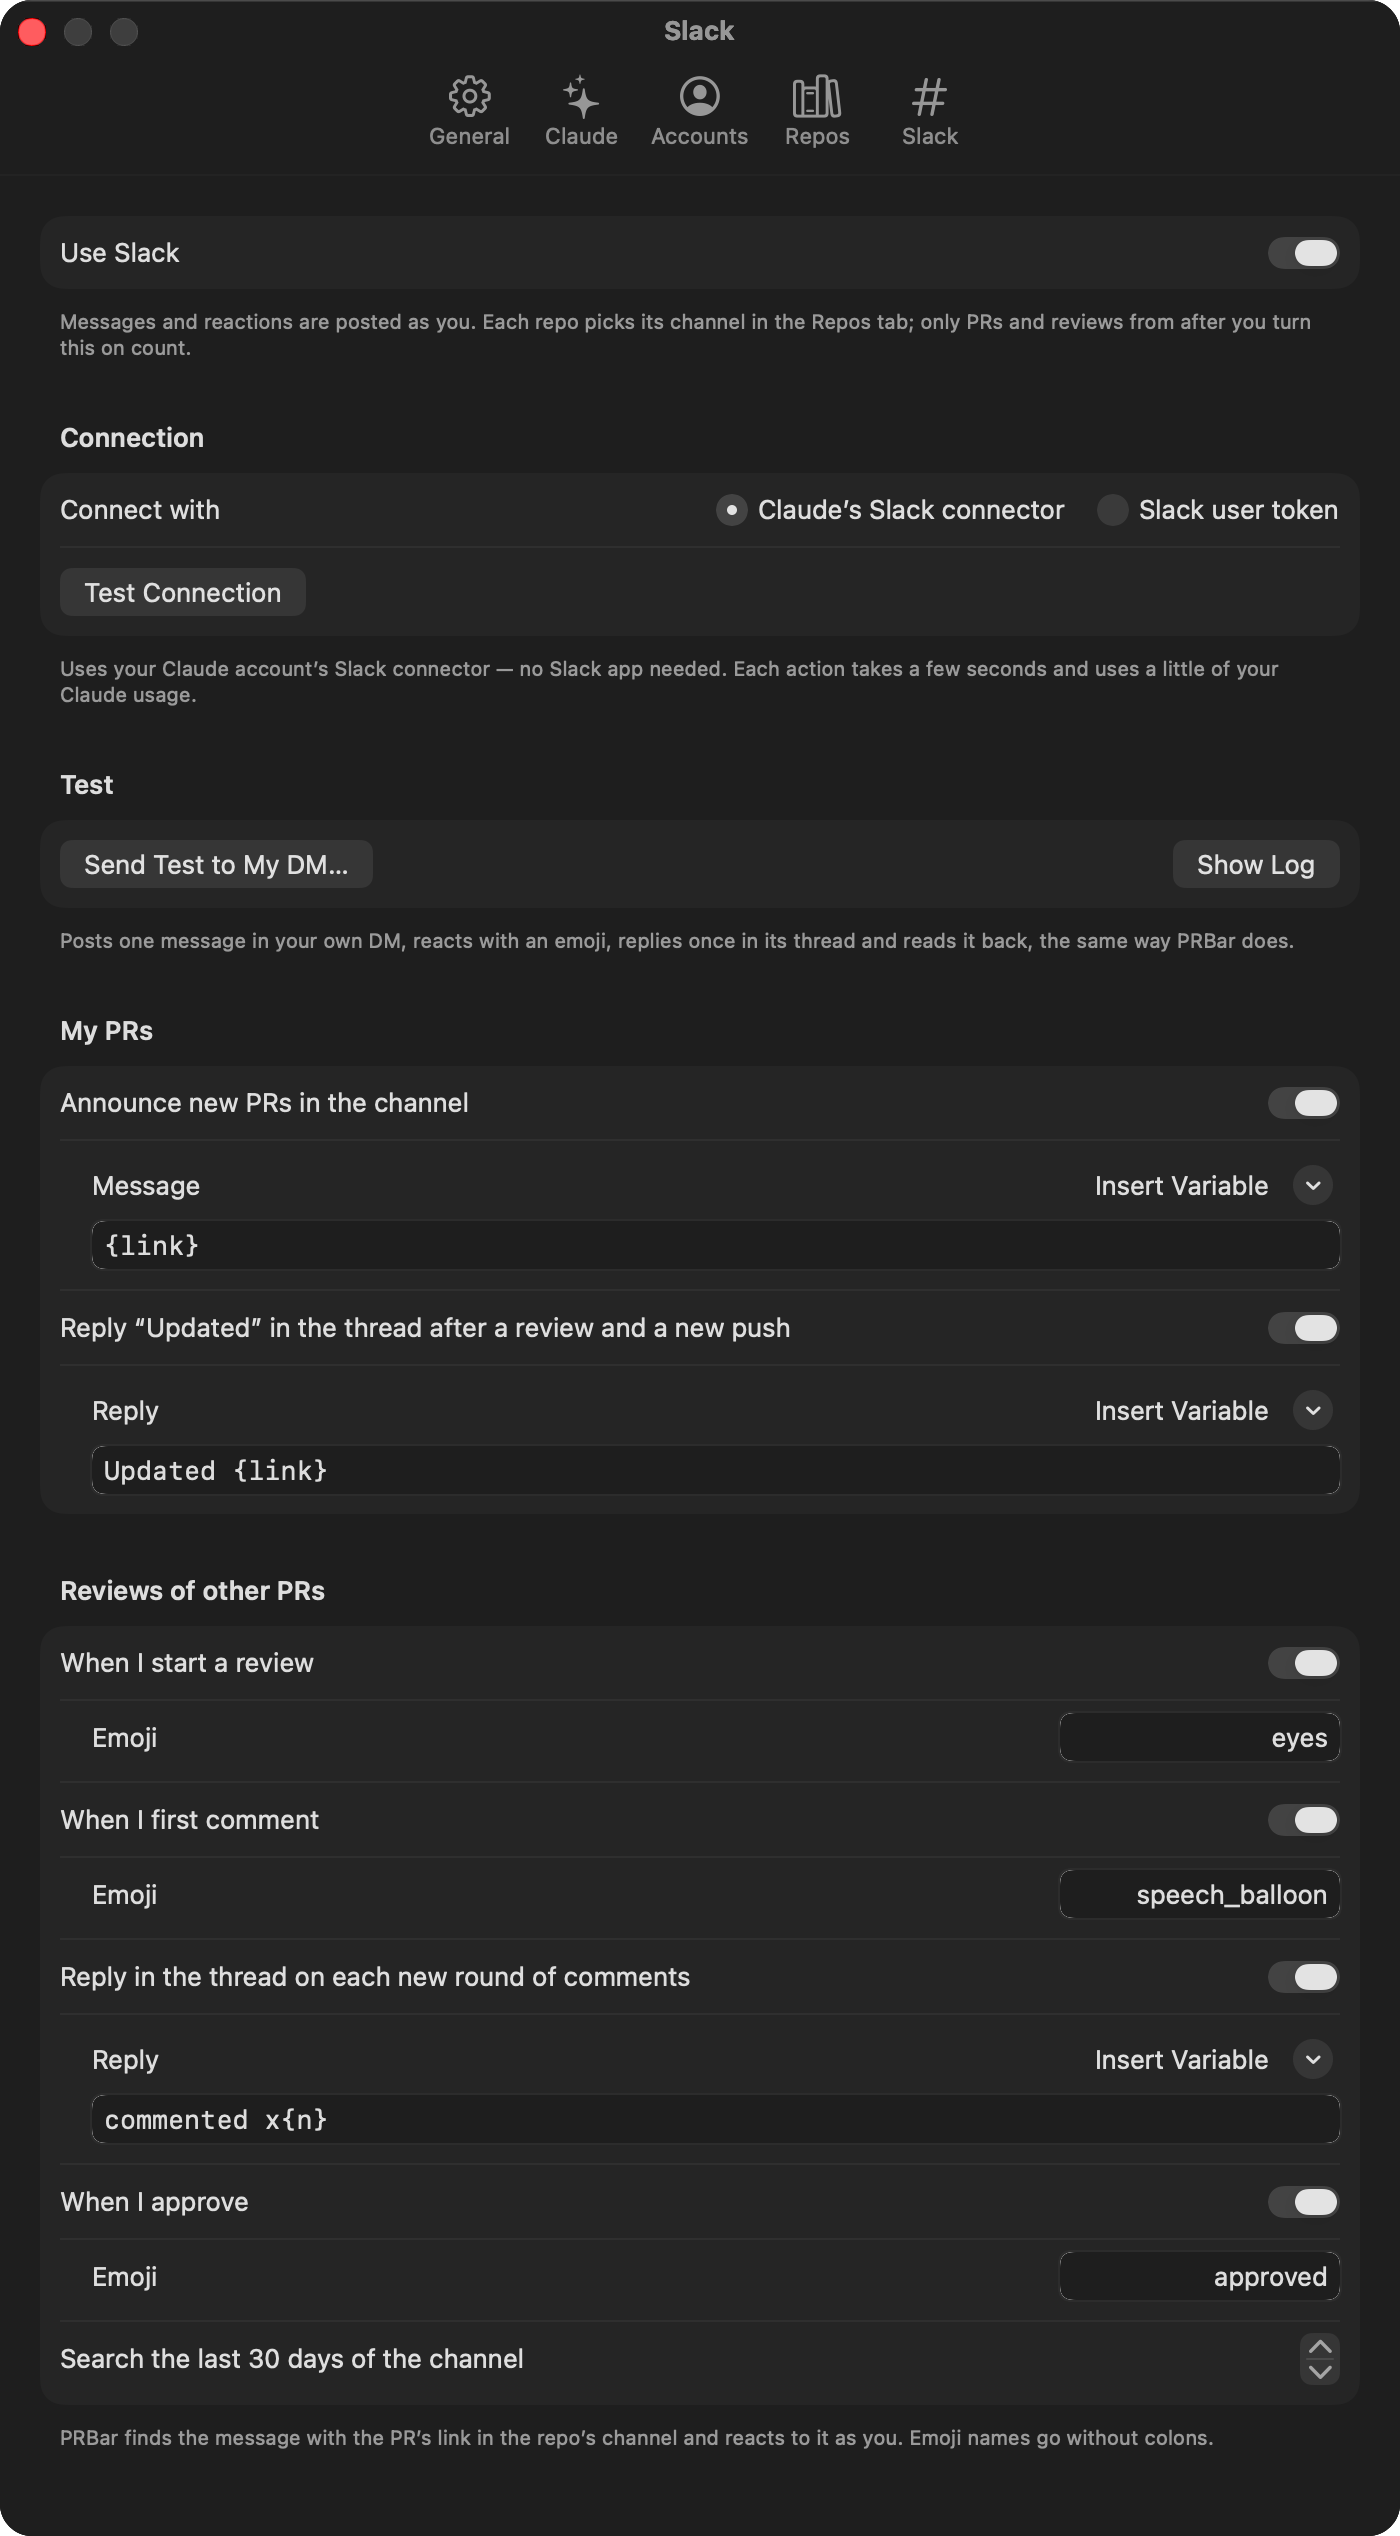 Slack
General
Claude
Accounts
Repos
Slack
Use Slack
Messages and reactions are posted as you. Each repo picks its channel in the Repos tab; only PRs and reviews from after you turn
this on count.
Connection
Connect with
Claude’s Slack connector
Slack user token
Test Connection
Uses your Claude account’s Slack connector — no Slack app needed. Each action takes a few seconds and uses a little of your
Claude usage.
Test
Send Test to My DM...
Show Log
Posts one message in your own DM, reacts with an emoji, replies once in its thread and reads it back, the same way PRBar does.
My PRs
Announce new PRs in the channel
Message
Insert Variable
{link}
Reply “Updated” in the thread after a review and a new push
Reply
Insert Variable
Updated {link}
Reviews of other PRs
When I start a review
Emoji
eyes
When I first comment
Emoji
speech_balloon
Reply in the thread on each new round of comments
Reply
Insert Variable
commented x{n}
When I approve
Emoji
approved
Search the last 30 days of the channel
PRBar finds the message with the PR’s link in the repo’s channel and reacts to it as you. Emoji names go without colons.